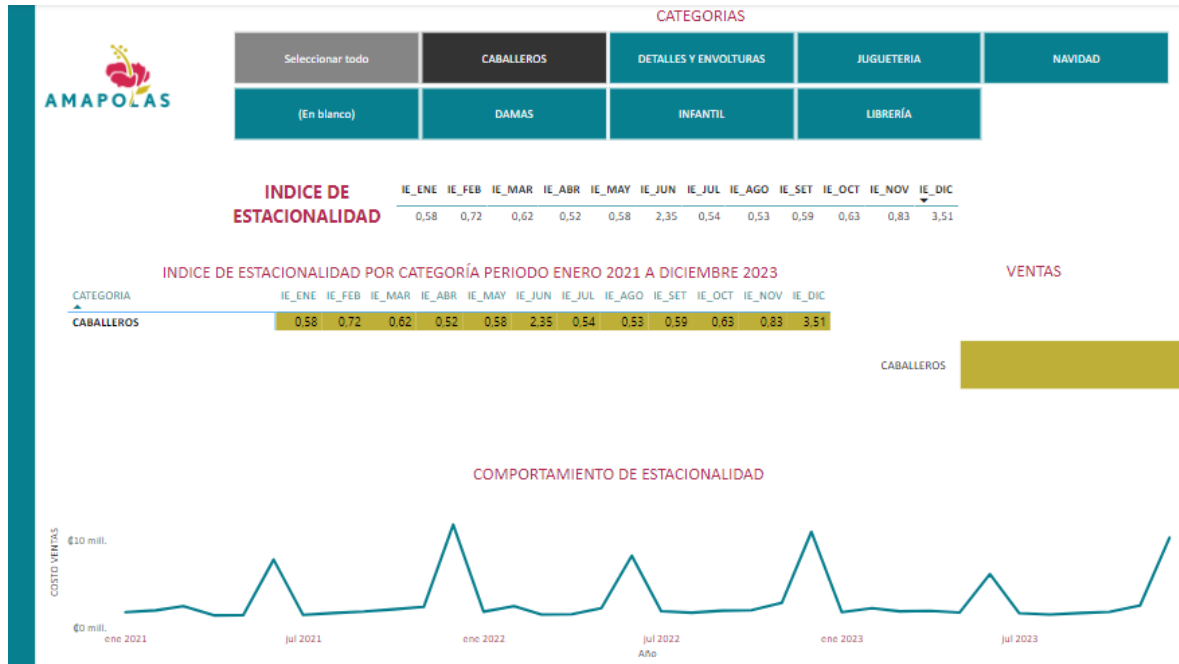 CATEGORIAS
AMAPOLAS
Seleccionar todo
CABALLEROS
DETALLES Y ENVOLTURAS
JUGUETERIA
NAVIDAD
(En blanco)
DAMAS
INFANTIL
LIBRERÍA
INDICE DE
ESTACIONALIDAD
IE_ENE IE_FEB IE_MAR IE_ABR IE_MAY IE_JUN IE_JUL IE_AGO IE_SET IE_OCT IE_NOV IE_DIC
0,58 0,72 0,62 0,52 0,58 2,35 0,54 0,53 0,59 0,63 0,83 3,51
INDICE DE ESTACIONALIDAD POR CATEGORÍA PERIODO ENERO 2021 A DICIEMBRE 2023
CATEGORIA IE_ENE IE_FEB IE_MAR IE_ABR IE_MAY IE_JUN IE_JUL IE_AGO IE_SET IE_OCT IE_NOV IE_DIC
CABALLEROS 0,58 0,72 0,62 0,52 0,58 2,35 0,54 0,53 0,59 0,63 0,83 3,51
VENTAS
CABALLEROS
COMPORTAMIENTO DE ESTACIONALIDAD
COSTO VENTAS
₡10 mill.
₡0 mill.
ene 2021 jul 2021 ene 2022 jul 2022 ene 2023 jul 2023
Año